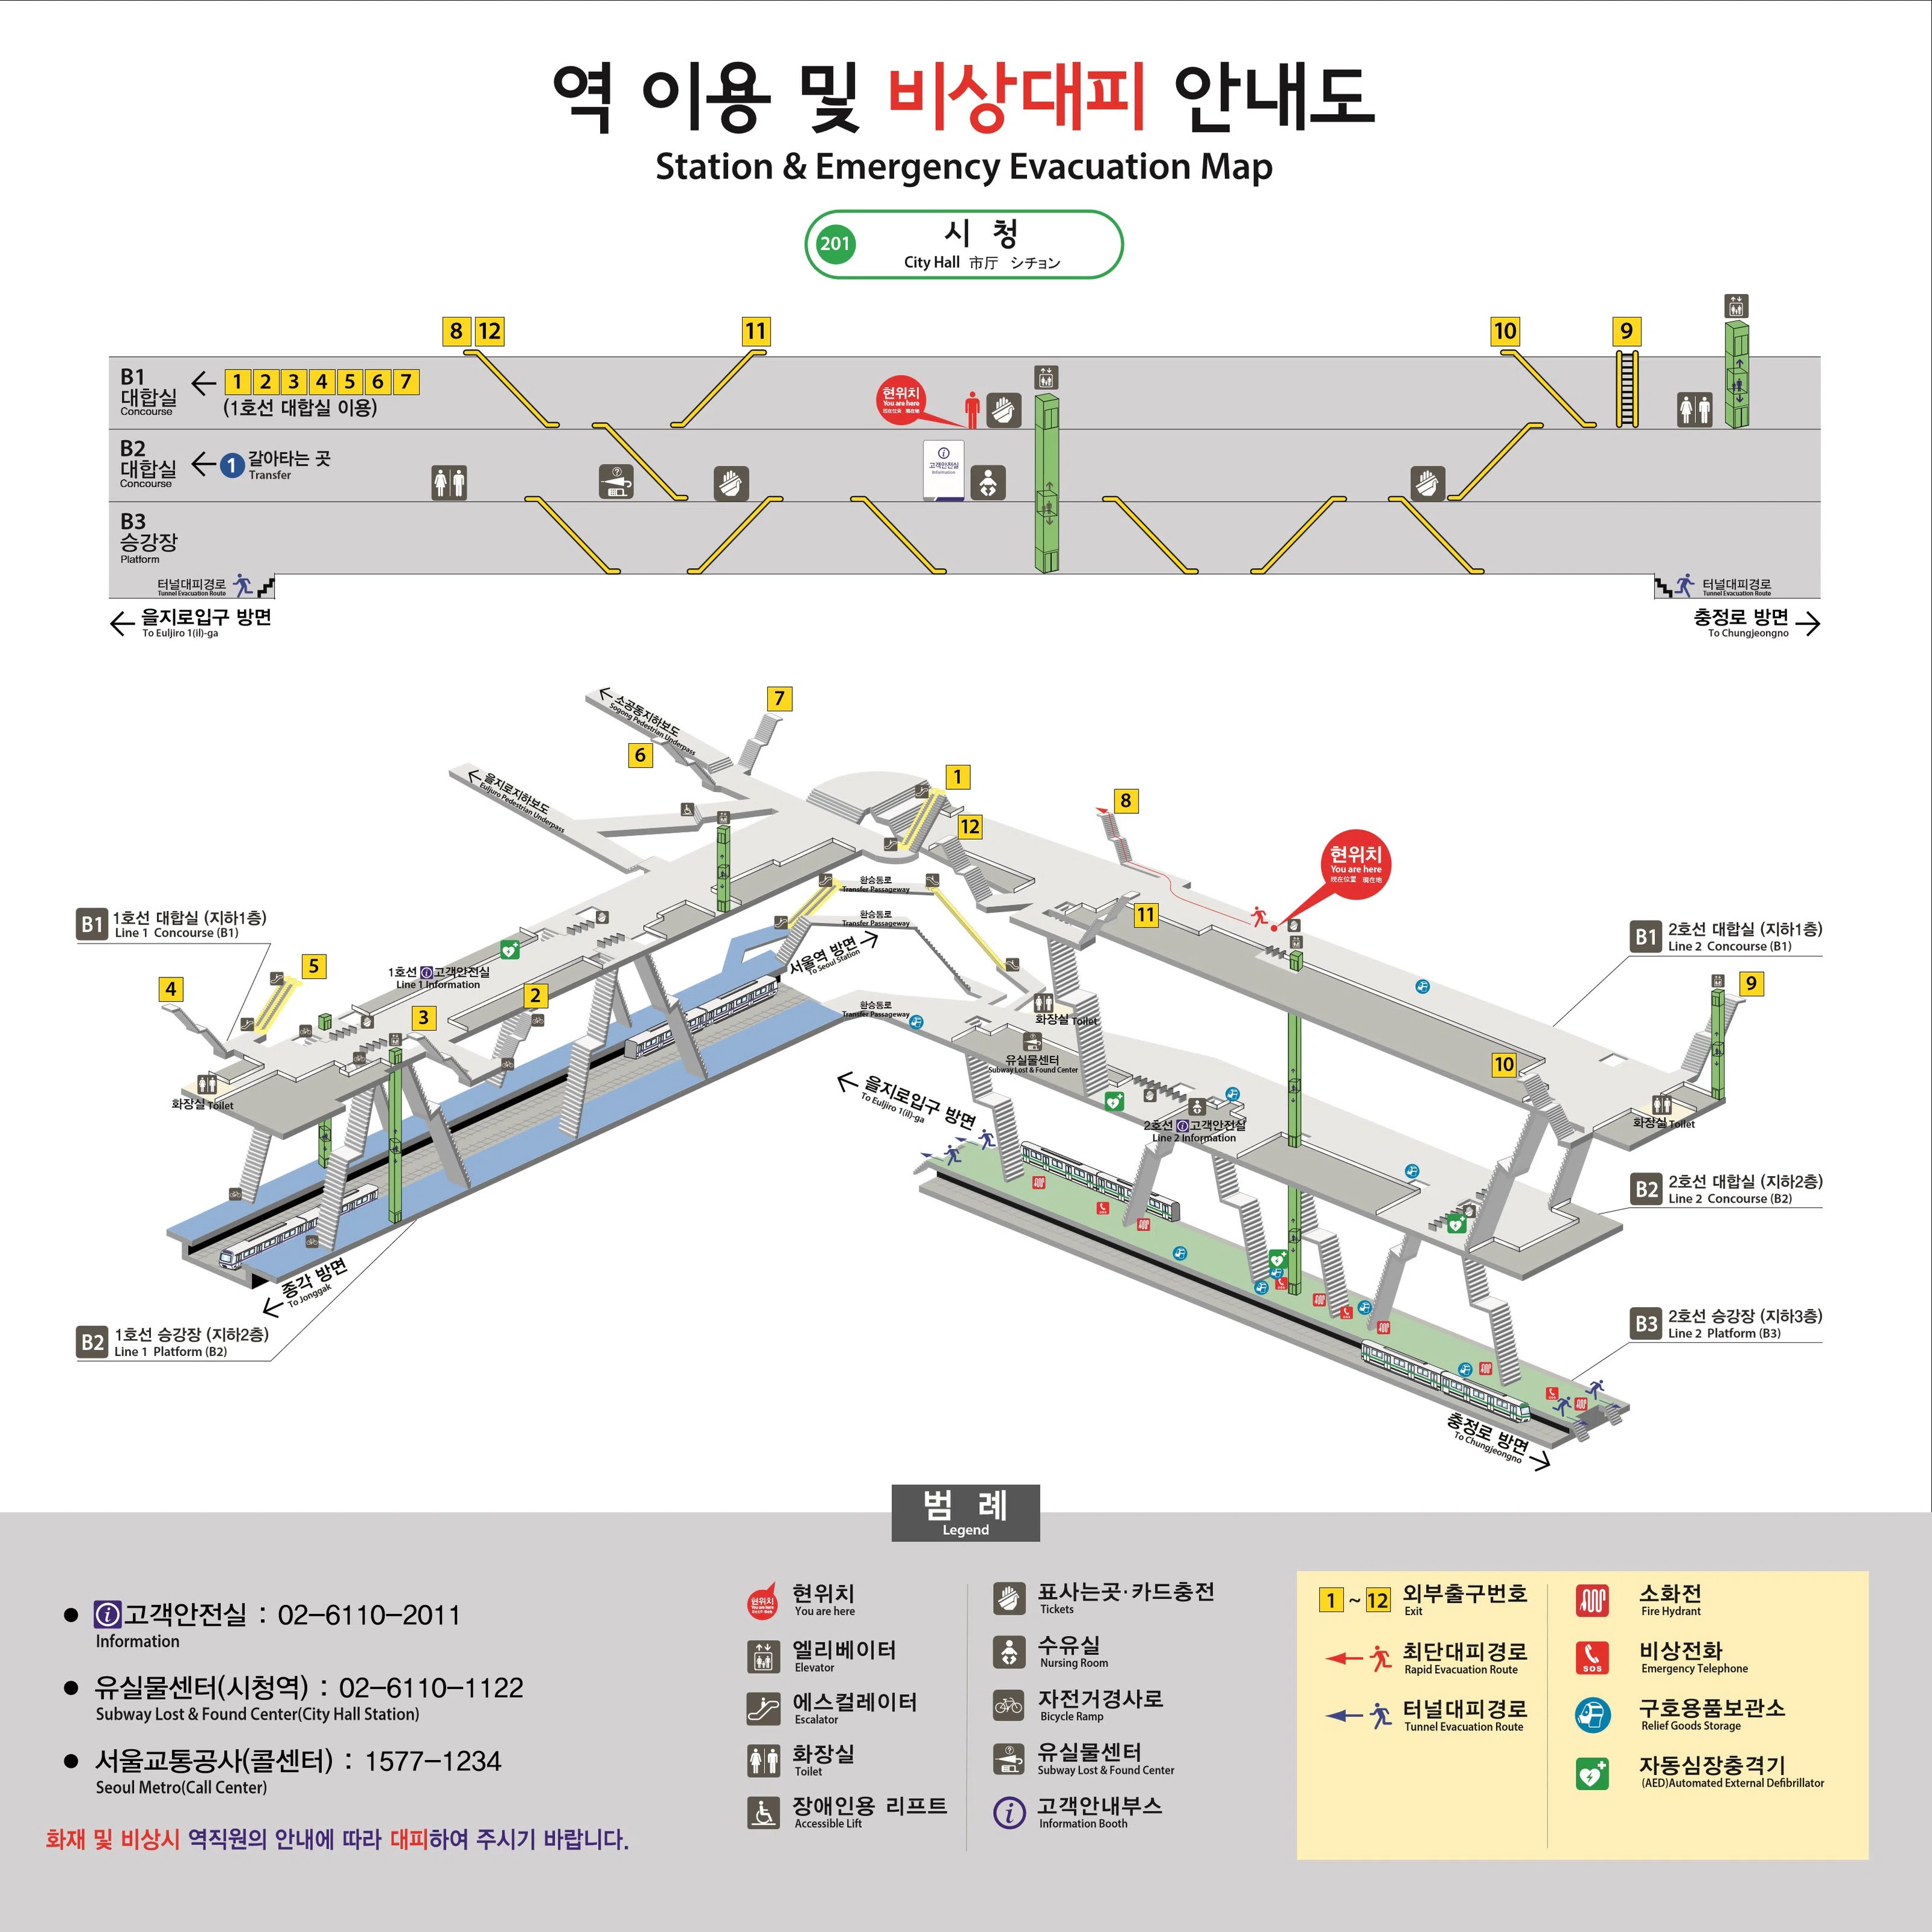 역 이용 및 비상대피 안내도
Station & Emergency Evacuation Map
201
시 청
City Hall 市厅 シチョン
8 12
11
10
9
B1
대합실
Concourse
1 2 3 4 5 6 7
(1호선 대합실 이용)
현위치
You are here
B2
대합실
Concourse
1 갈아타는 곳
Transfer
고객안전실
Information
B3
승강장
Platform
터널대피경로
Tunnel Evacuation Route
터널대피경로
Tunnel Evacuation Route
을지로입구 방면
To Euljiro 1(il)-ga
충정로 방면
To Chungjeongno
7
소공동지하보도
Sogong Pedestrian Underpass
6
을지로지하보도
Euljuro Pedestrian Underpass
1
12
8
현위치
You are here
现在位置 現在地
11
환승통로
Transfer Passageway
환승통로
Transfer Passageway
서울역 방면
To Seoul Station
B1 1호선 대합실 (지하1층)
Line 1 Concourse (B1)
B1 2호선 대합실 (지하1층)
Line 2 Concourse (B1)
4
5
1호선 고객안전실
Line 1 Information
3
2
9
환승통로
Transfer Passageway
화장실 Toilet
유실물센터
Subway Lost & Found Center
10
화장실 Toilet
화장실 Toilet
을지로입구 방면
To Euljiro 1(il)-ga
2호선 고객안전실
Line 2 Information
B2 2호선 대합실 (지하2층)
Line 2 Concourse (B2)
종각 방면
To Jonggak
B2 1호선 승강장 (지하2층)
Line 1 Platform (B2)
B3 2호선 승강장 (지하3층)
Line 2 Platform (B3)
충정로 방면
To Chungjeongno
범 례
Legend
고객안전실 : 02-6110-2011
Information
유실물센터(시청역) : 02-6110-1122
Subway Lost & Found Center(City Hall Station)
서울교통공사(콜센터) : 1577-1234
Seoul Metro(Call Center)
화재 및 비상시 역직원의 안내에 따라 대피하여 주시기 바랍니다.
현위치
You are here
엘리베이터
Elevator
에스컬레이터
Escalator
화장실
Toilet
장애인용 리프트
Accessible Lift
표사는곳·카드충전
Tickets
수유실
Nursing Room
자전거경사로
Bicycle Ramp
유실물센터
Subway Lost & Found Center
고객안내부스
Information Booth
1 ~ 12 외부출구번호
Exit
최단대피경로
Rapid Evacuation Route
터널대피경로
Tunnel Evacuation Route
소화전
Fire Hydrant
SOS
비상전화
Emergency Telephone
구호용품보관소
Relief Goods Storage
자동심장충격기
(AED)Automated External Defibrillator